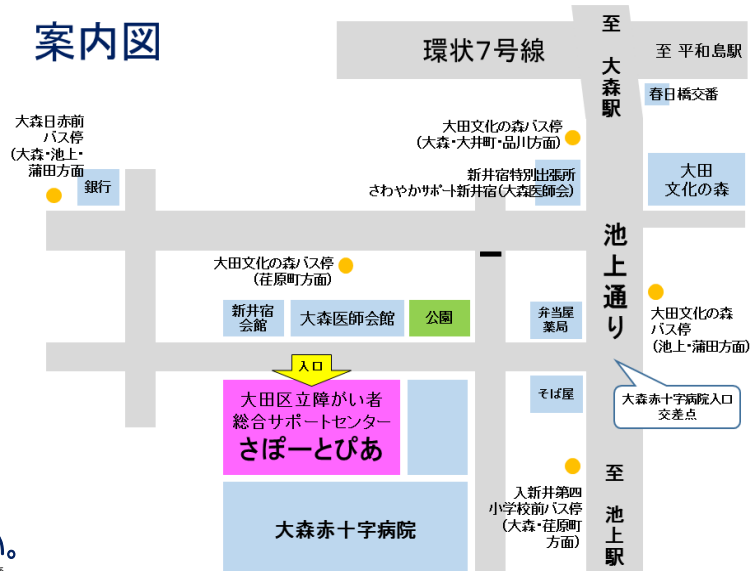 案内図
環状7号線
至 大森駅
至 平和島駅
春日橋交番
大森日赤前
バス停
(大森・池上・
蒲田方面
銀行
大田文化の森バス停
(大森・大井町・品川方面)
新井宿特別出張所
さわやかサポート新井宿(大森医師会)
大田
文化の森
池上通り
大田文化の森バス停
(荏原町方面)
新井宿
会館
大森医師会館
公園
弁当屋
薬局
大田文化の森
バス停
(池上・蒲田方面)
入口
大田区立障がい者
総合サポートセンター
さぽーとぴあ
そば屋
大森赤十字病院入口
交差点
入新井第四
小学校前バス停
(大森・荏原町
方面)
至 池上駅
大森赤十字病院